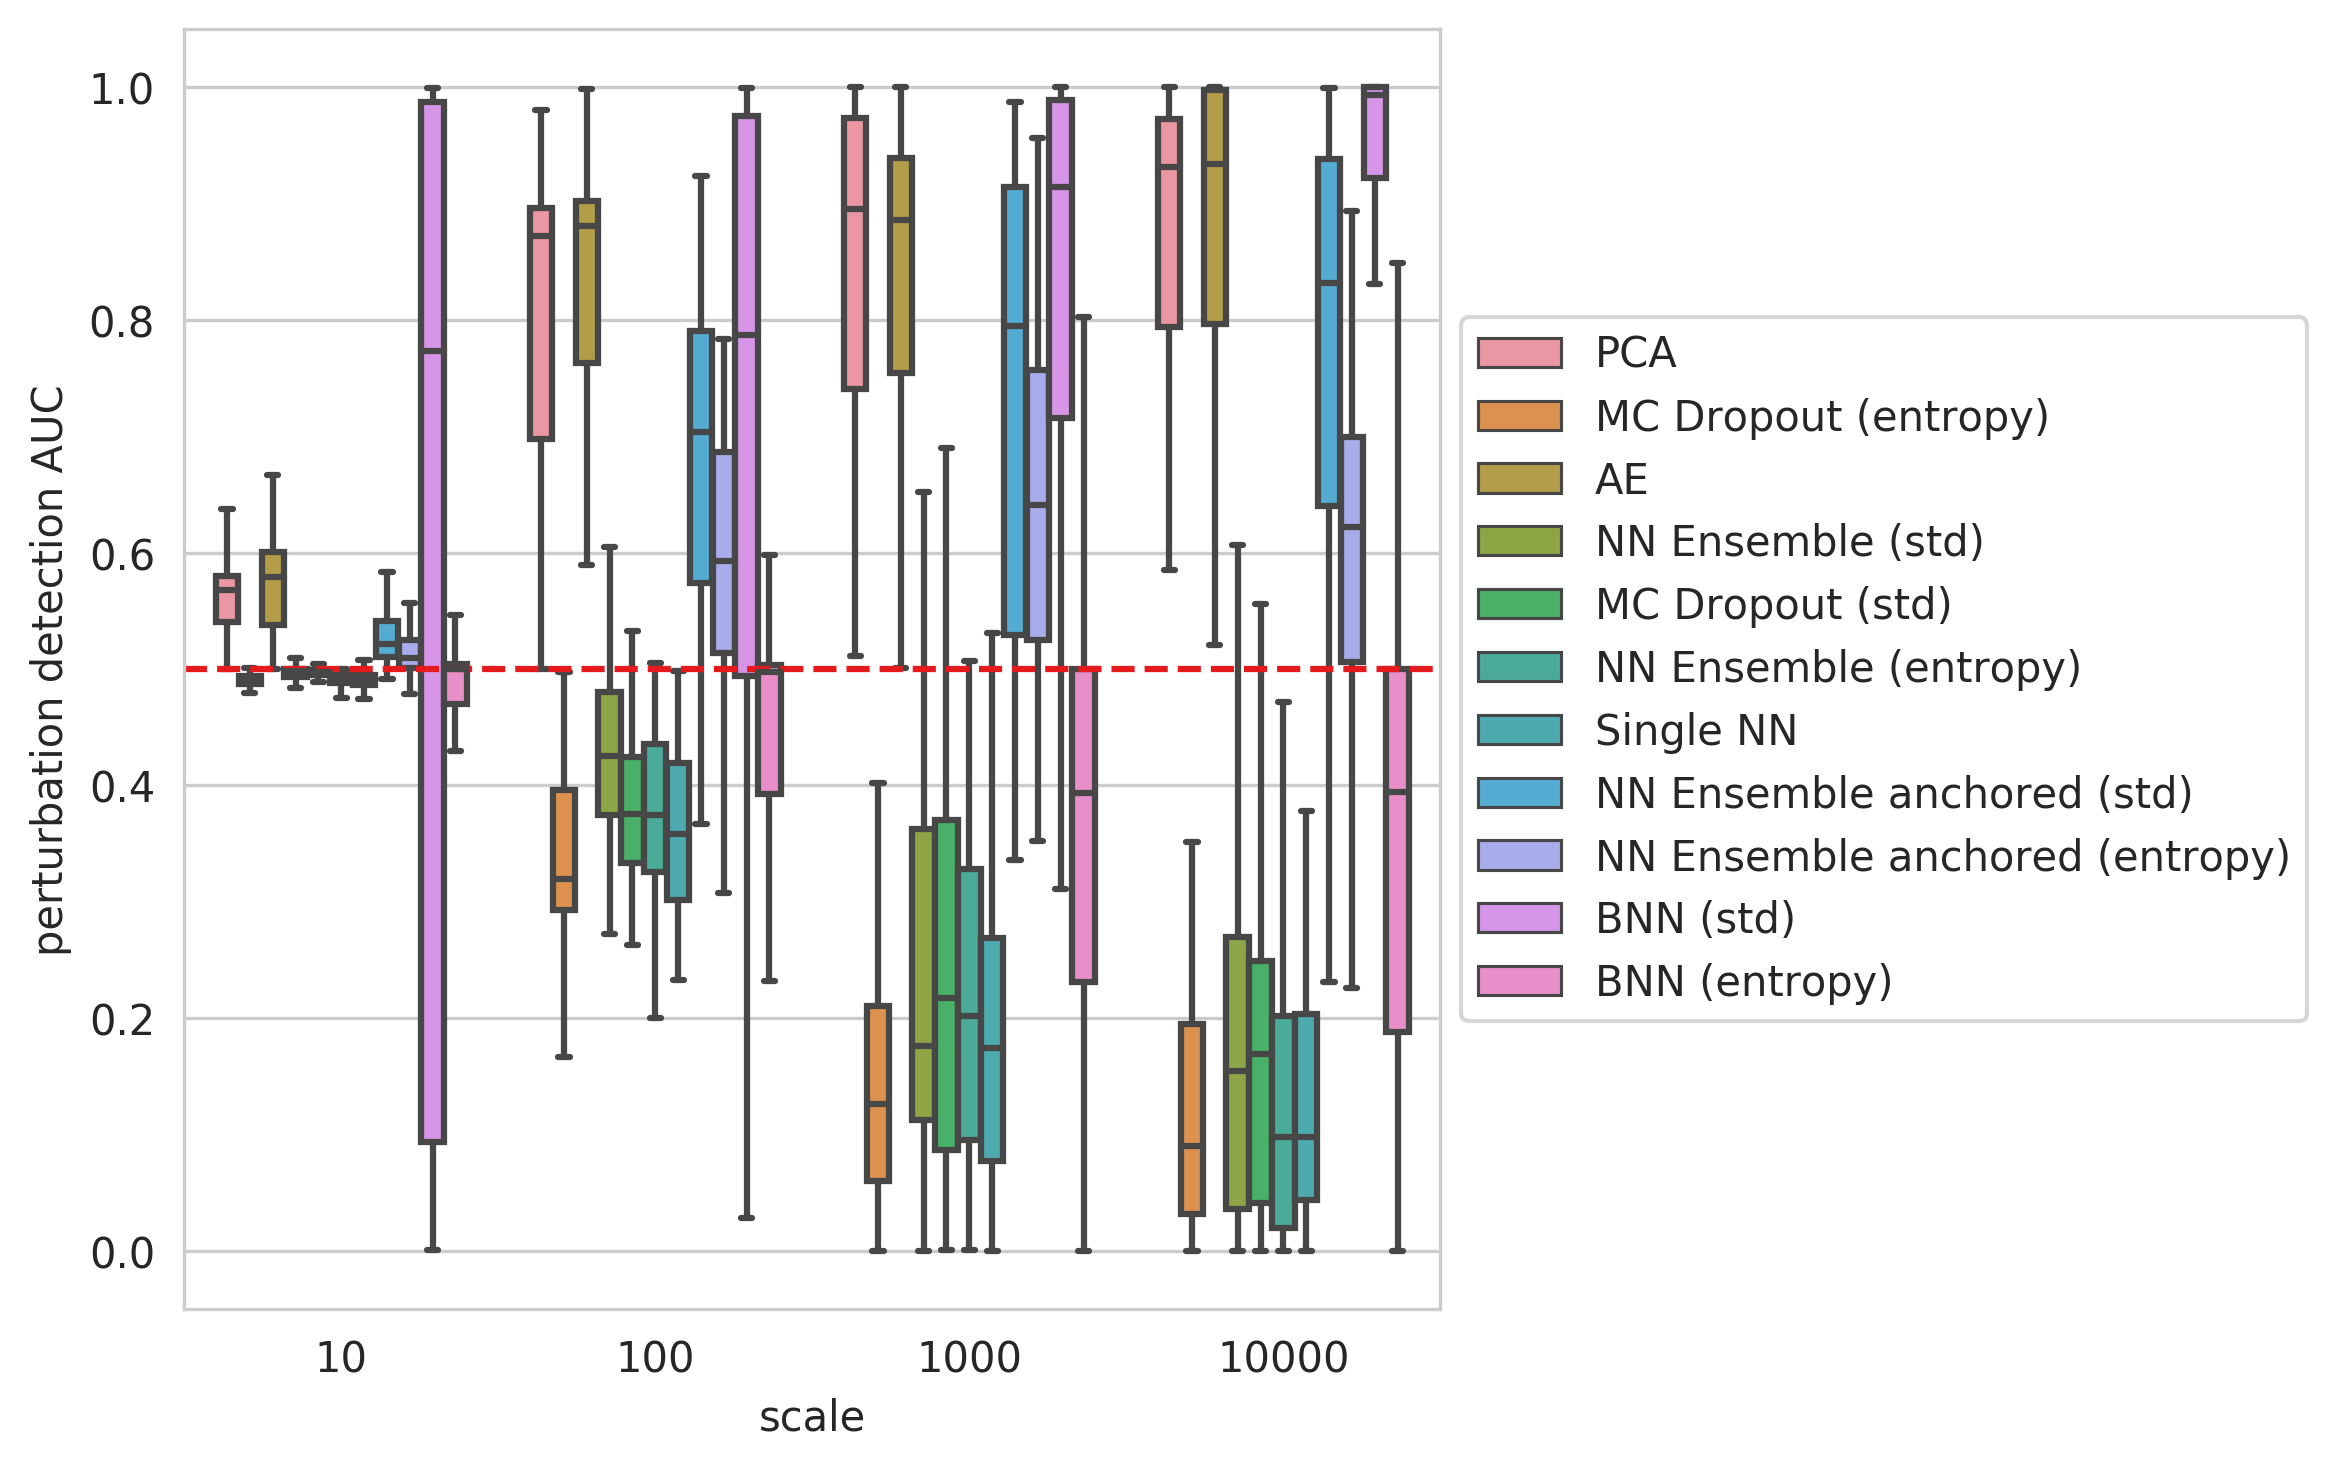 perturbation detection AUC
1.0
0.8
0.6
0.4
0.2
0.0
10
100
1000
10000
scale
PCA
MC Dropout (entropy)
AE
NN Ensemble (std)
MC Dropout (std)
NN Ensemble (entropy)
Single NN
NN Ensemble anchored (std)
NN Ensemble anchored (entropy)
BNN (std)
BNN (entropy)